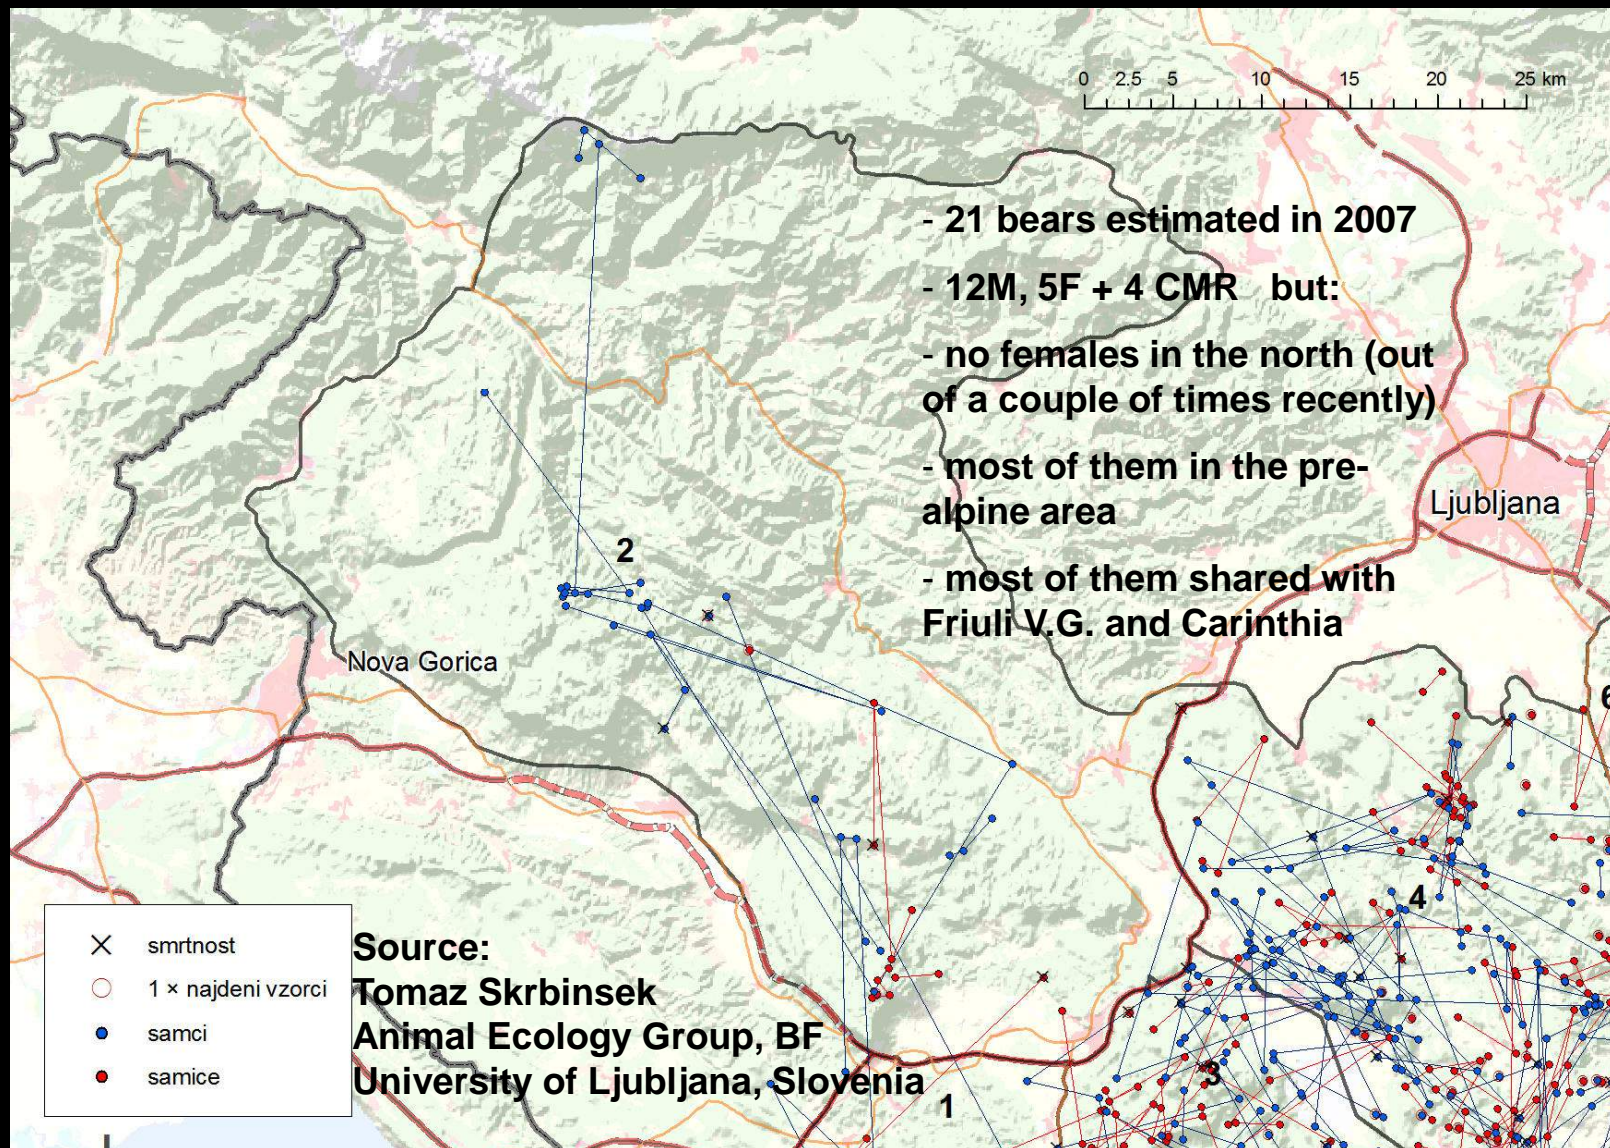 0 2.5 5 10 15 20 25 km
- 21 bears estimated in 2007
- 12M, 5F + 4 CMR but:
- no females in the north (out
of a couple of times recently)
- most of them in the pre-
alpine area
- most of them shared with
Friuli V.G. and Carinthia
Ljubljana
2
Nova Gorica
6
4
3
1
smrtnost
1 × najdeni vzorci
samci
samice
Source:
Tomaz Skrbinsek
Animal Ecology Group, BF
University of Ljubljana, Slovenia